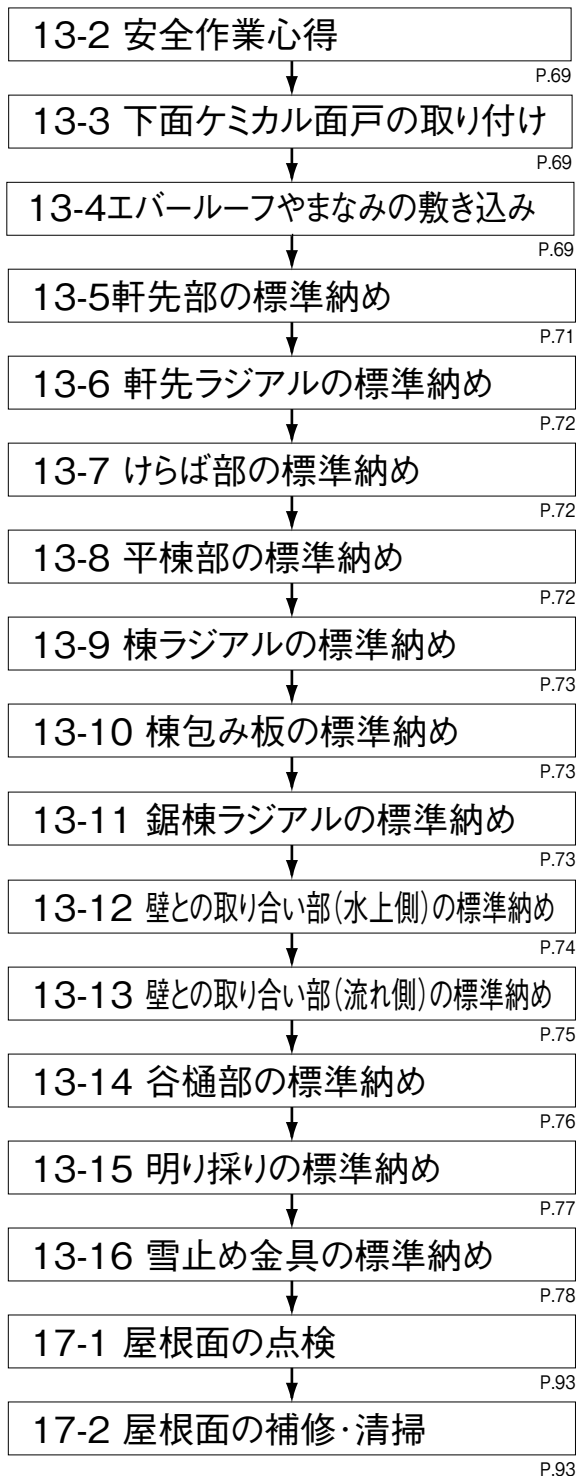 13-2 安全作業心得
P.69
13-3 下面ケミカル面戸の取り付け
P.69
13-4エバールーフやまなみの敷き込み
P.69
13-5軒先部の標準納め
P.71
13-6 軒先ラジアルの標準納め
P.72
13-7 けらば部の標準納め
P.72
13-8 平棟部の標準納め
P.72
13-9 棟ラジアルの標準納め
P.73
13-10 棟包み板の標準納め
P.73
13-11 鋸棟ラジアルの標準納め
P.73
13-12 壁との取り合い部(水上側)の標準納め
P.74
13-13 壁との取り合い部(流れ側)の標準納め
P.75
13-14 谷樋部の標準納め
P.76
13-15 明り採りの標準納め
P.77
13-16 雪止め金具の標準納め
P.78
17-1 屋根面の点検
P.93
17-2 屋根面の補修・清掃
P.93